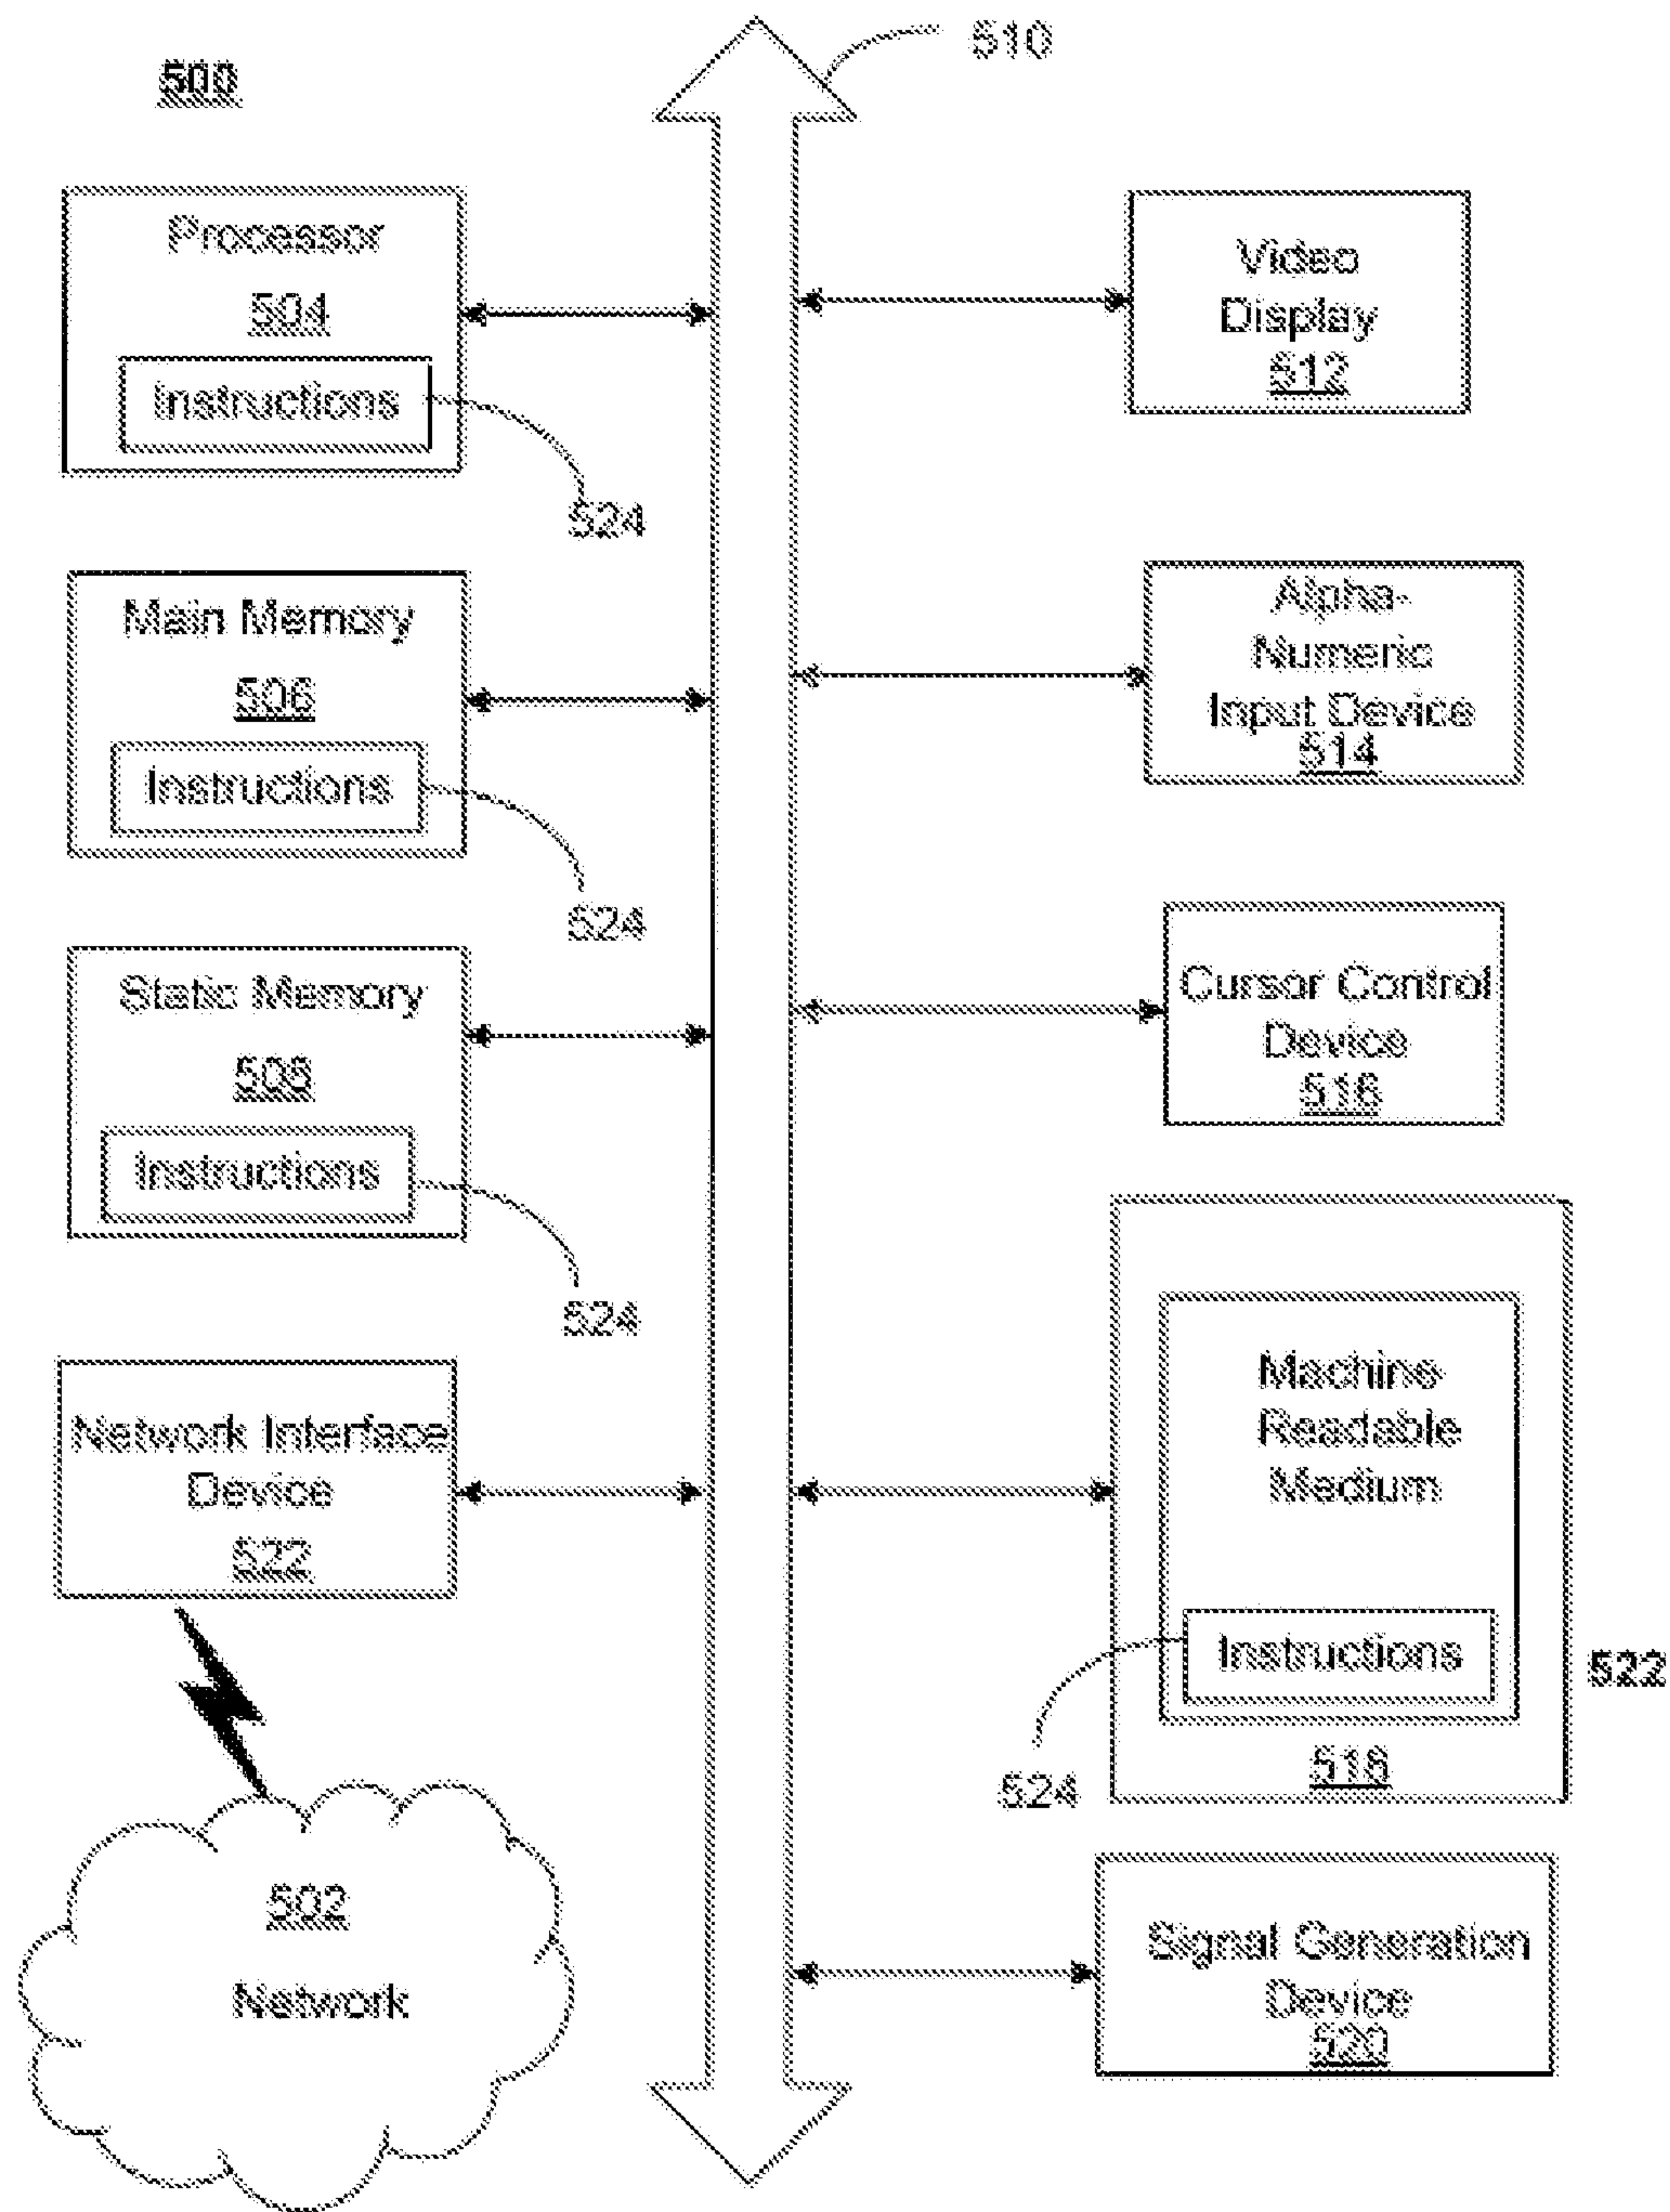 500
510
Processor
504
Instructions
524
Main Memory
506
Instructions
524
Static Memory
508
Instructions
524
Network Interface
Device
522
502
Network
Video
Display
512
Alpha-
Numeric
Input Device
514
Cursor Control
Device
516
Machine-
Readable
Medium
Instructions
524
518
522
Signal Generation
Device
520